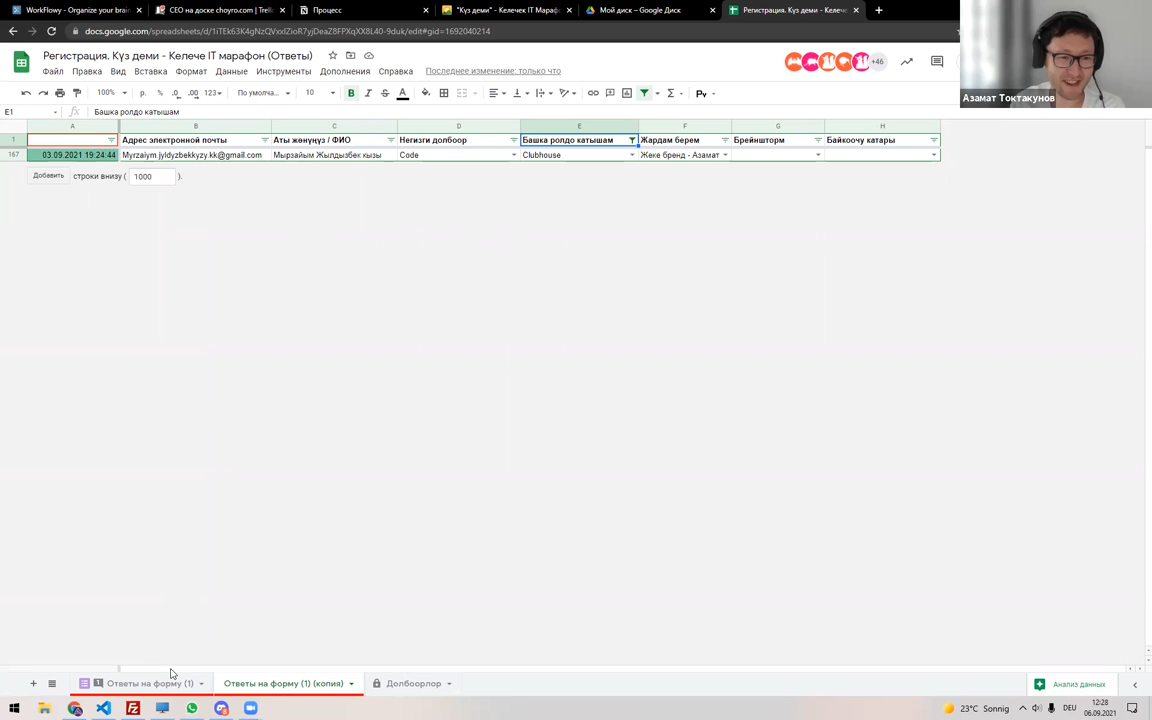 WorkFlowy - Organize your brai
CEO на доске choyro.com | Trell
Процесс
"Күз деми" - Келечек IT Мараф
Мой диск – Google Диск
Регистрация. Күз деми - Келече
docs.google.com/spreadsheets/d/1iTEk63K4gNzQVxxIZioR7yjDeaZ8FPXqXX8L40-9duk/edit#gid=1692040214
Регистрация. Күз деми - Келече IT марафон (Ответы)
Файл Правка Вид Вставка Формат Данные Инструменты Дополнения Справка Последнее изменение: только что
+46
Азамат Токтакунов
100% р. % .0 .00 123 По умолча... 10 B I S A Σ Py
E1 fx Башка ролдо катышам
A B C D E F G H
1 Адрес электронной почты Аты жөнүңүз / ФИО Негизги долбоор Башка ролдо катышам Жардам берем Брейншторм Байкоочу катары
167 03.09.2021 19:24:44 Myrzaiym.jyldyzbekkyzy.kk@gmail.com Мырзайым Жылдызбек кызы Code Clubhouse Жеке бренд - Азамат
Добавить строки внизу ( 1000 ).
1 Ответы на форму (1) Ответы на форму (1) (копия) Долбоорлор Анализ данных
23°C Sonnig DEU 12:28
06.09.2021